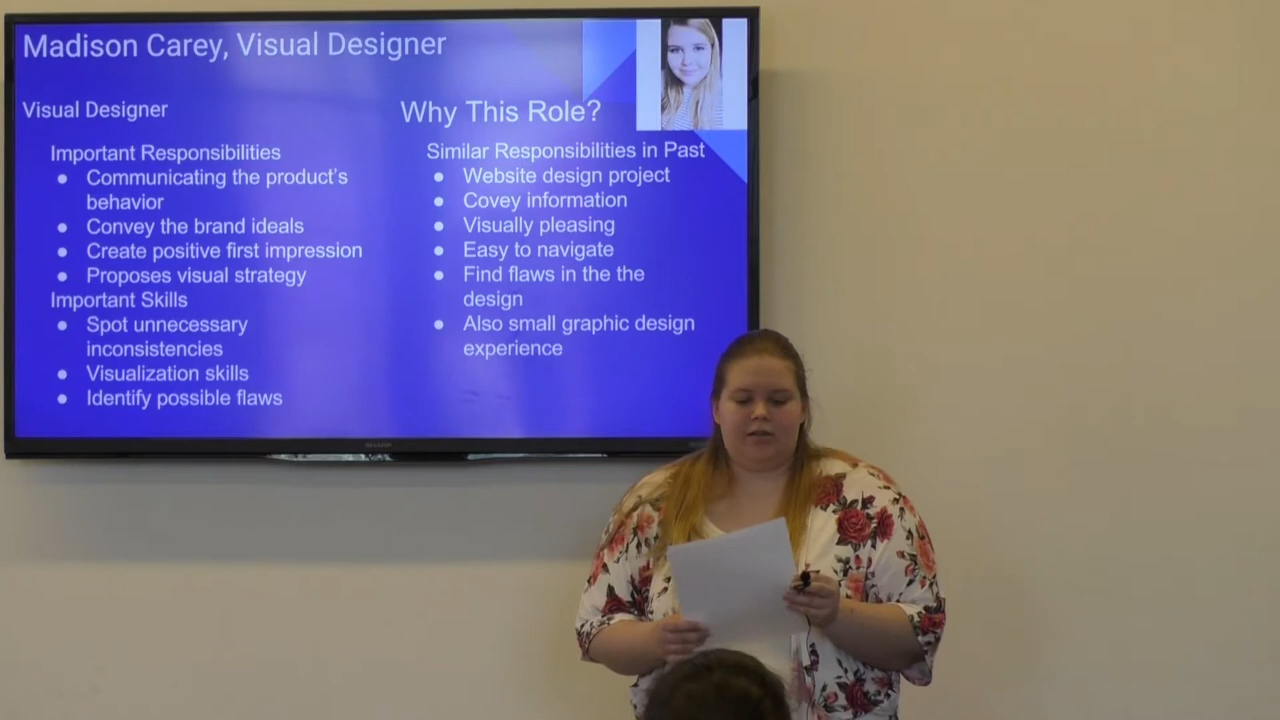 Madison Carey, Visual Designer
Visual Designer
Important Responsibilities
● Communicating the product's
behavior
● Convey the brand ideals
● Create positive first impression
● Proposes visual strategy
Important Skills
● Spot unnecessary
inconsistencies
● Visualization skills
● Identify possible flaws
Why This Role?
Similar Responsibilities in Past
● Website design project
● Covey information
● Visually pleasing
● Easy to navigate
● Find flaws in the the
design
● Also small graphic design
experience
SHARP